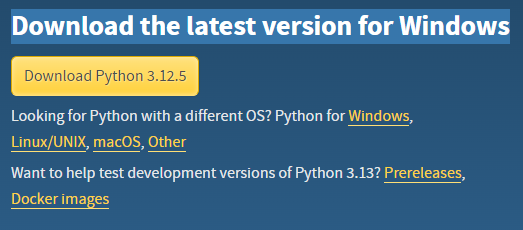 Download the latest version for Windows
Download Python 3.12.5
Looking for Python with a different OS? Python for Windows,
Linux/UNIX, macOS, Other
Want to help test development versions of Python 3.13? Prereleases,
Docker images